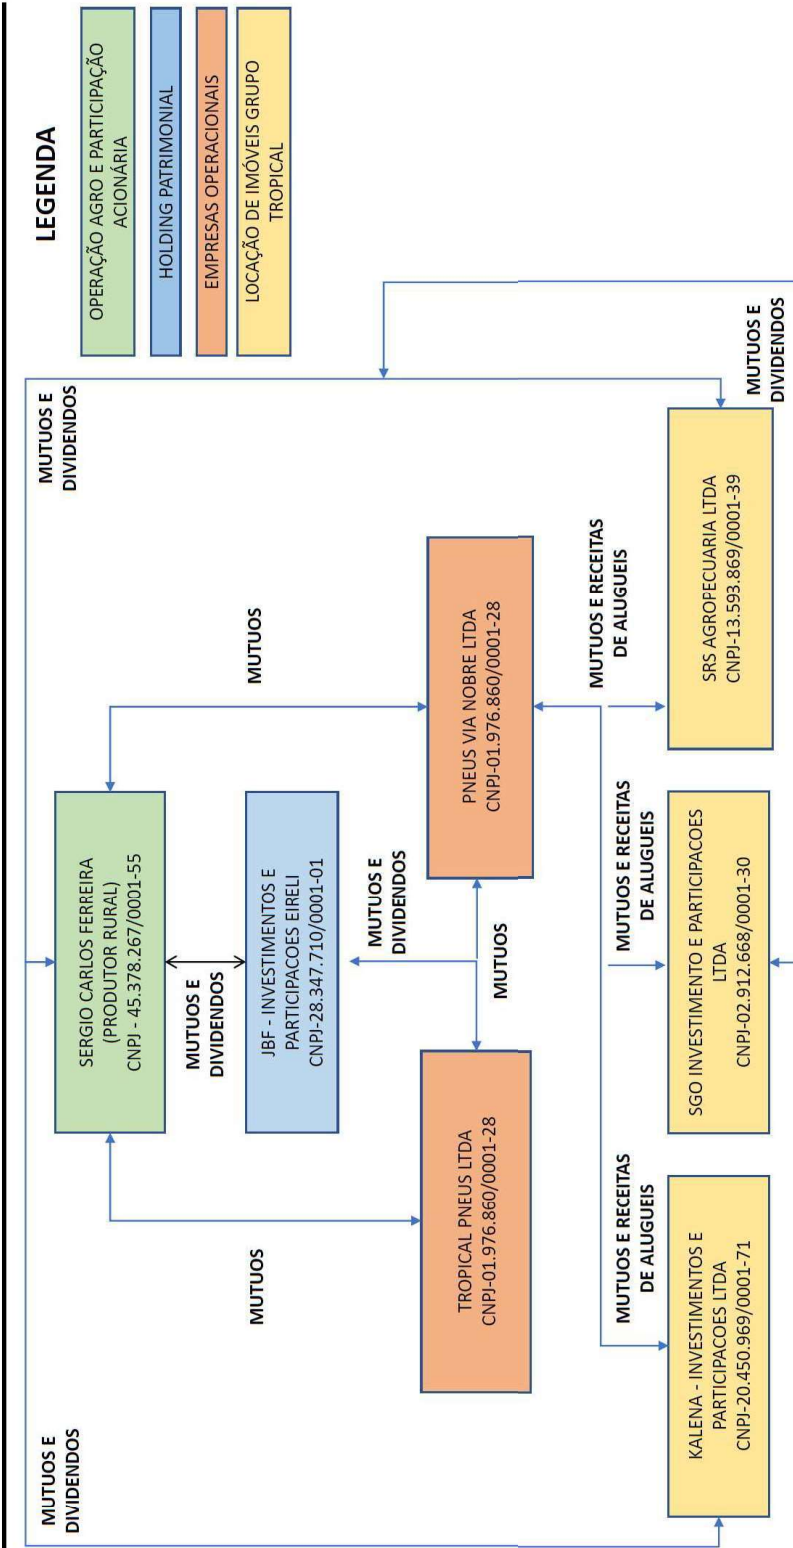 LEGENDA
OPERAÇÃO AGRO E PARTICIPAÇÃO
ACIONÁRIA
HOLDING PATRIMONIAL
EMPRESAS OPERACIONAIS
LOCAÇÃO DE IMÓVEIS GRUPO
TROPICAL
MUTUOS E
DIVIDENDOS
MUTUOS E
DIVIDENDOS
SERGIO CARLOS FERREIRA
(PRODUTOR RURAL)
CNPJ - 45.378.267/0001-55
MUTUOS E
DIVIDENDOS
MUTUOS
MUTUOS
JBF - INVESTIMENTOS E
PARTICIPACOES EIRELI
CNPJ-28.347.710/0001-01
MUTUOS E
DIVIDENDOS
TROPICAL PNEUS LTDA
CNPJ-01.976.860/0001-28
MUTUOS
PNEUS VIA NOBRE LTDA
CNPJ-01.976.860/0001-28
MUTUOS E RECEITAS
DE ALUGUEIS
MUTUOS E RECEITAS
DE ALUGUEIS
MUTUOS E RECEITAS
DE ALUGUEIS
KALENA - INVESTIMENTOS E
PARTICIPACOES LTDA
CNPJ-20.450.969/0001-71
SGO INVESTIMENTO E PARTICIPACOES
LTDA
CNPJ-02.912.668/0001-30
SRS AGROPECUARIA LTDA
CNPJ-13.593.869/0001-39
MUTUOS E
DIVIDENDOS